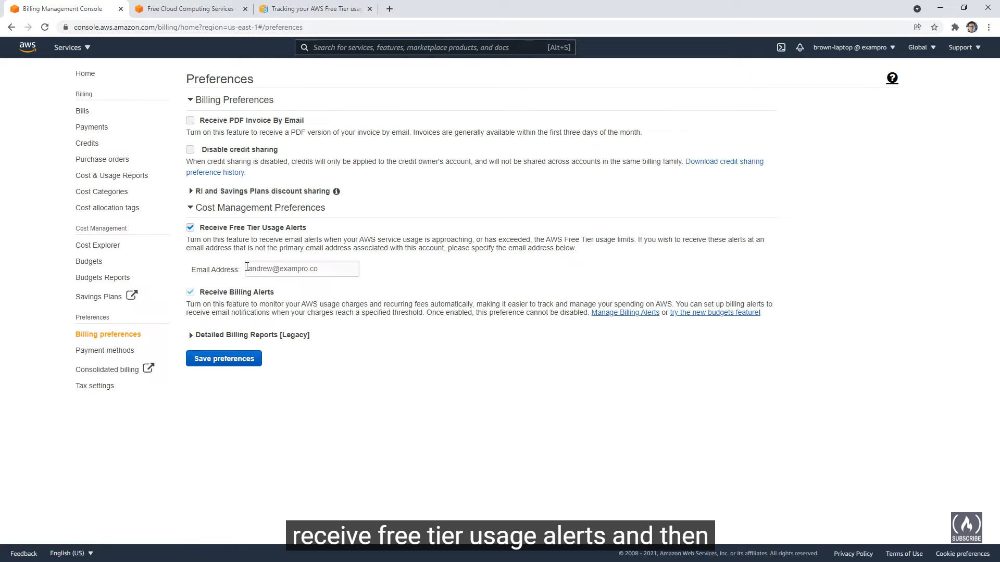 Billing Management Console
Free Cloud Computing Services -
Tracking your AWS Free Tier usag
console.aws.amazon.com/billing/home?region=us-east-1#/preferences
aws
Services
Search for services, features, marketplace products, and docs
[Alt+S]
brown-laptop @ exampro
Global
Support
Home
Billing
Bills
Payments
Credits
Purchase orders
Cost & Usage Reports
Cost Categories
Cost allocation tags
Cost Management
Cost Explorer
Budgets
Budgets Reports
Savings Plans
Preferences
Billing preferences
Payment methods
Consolidated billing
Tax settings
Preferences
Billing Preferences
Receive PDF Invoice By Email
Turn on this feature to receive a PDF version of your invoice by email. Invoices are generally available within the first three days of the month.
Disable credit sharing
When credit sharing is disabled, credits will only be applied to the credit owner's account, and will not be shared across accounts in the same billing family. Download credit sharing
preference history.
RI and Savings Plans discount sharing
Cost Management Preferences
Receive Free Tier Usage Alerts
Turn on this feature to receive email alerts when your AWS service usage is approaching, or has exceeded, the AWS Free Tier usage limits. If you wish to receive these alerts at an
email address that is not the primary email address associated with this account, please specify the email address below.
Email Address: andrew@exampro.co
Receive Billing Alerts
Turn on this feature to monitor your AWS usage charges and recurring fees automatically, making it easier to track and manage your spending on AWS. You can set up billing alerts to
receive email notifications when your charges reach a specified threshold. Once enabled, this preference cannot be disabled. Manage Billing Alerts or try the new budgets feature!
Detailed Billing Reports [Legacy]
Save preferences
receive free tier usage alerts and then
SUBSCRIBE
Feedback
English (US)
© 2008 - 2021, Amazon Web Services, Inc. or its affiliates. All rights reserved.
Privacy Policy
Terms of Use
Cookie preferences